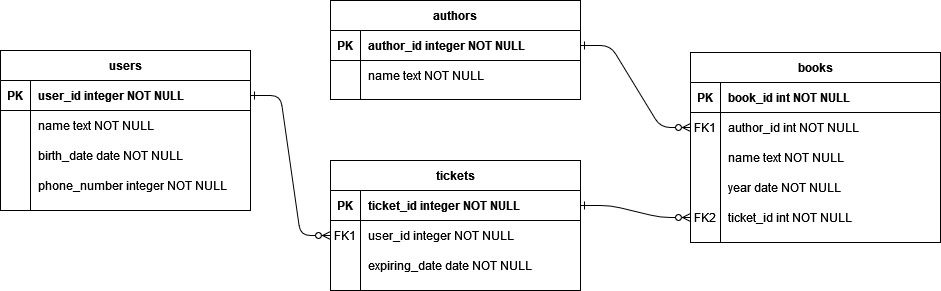 authors
PK author_id integer NOT NULL
name text NOT NULL
users
PK user_id integer NOT NULL
name text NOT NULL
birth_date date NOT NULL
phone_number integer NOT NULL
books
PK book_id int NOT NULL
FK1 author_id int NOT NULL
name text NOT NULL
year date NOT NULL
FK2 ticket_id int NOT NULL
tickets
PK ticket_id integer NOT NULL
FK1 user_id integer NOT NULL
expiring_date date NOT NULL